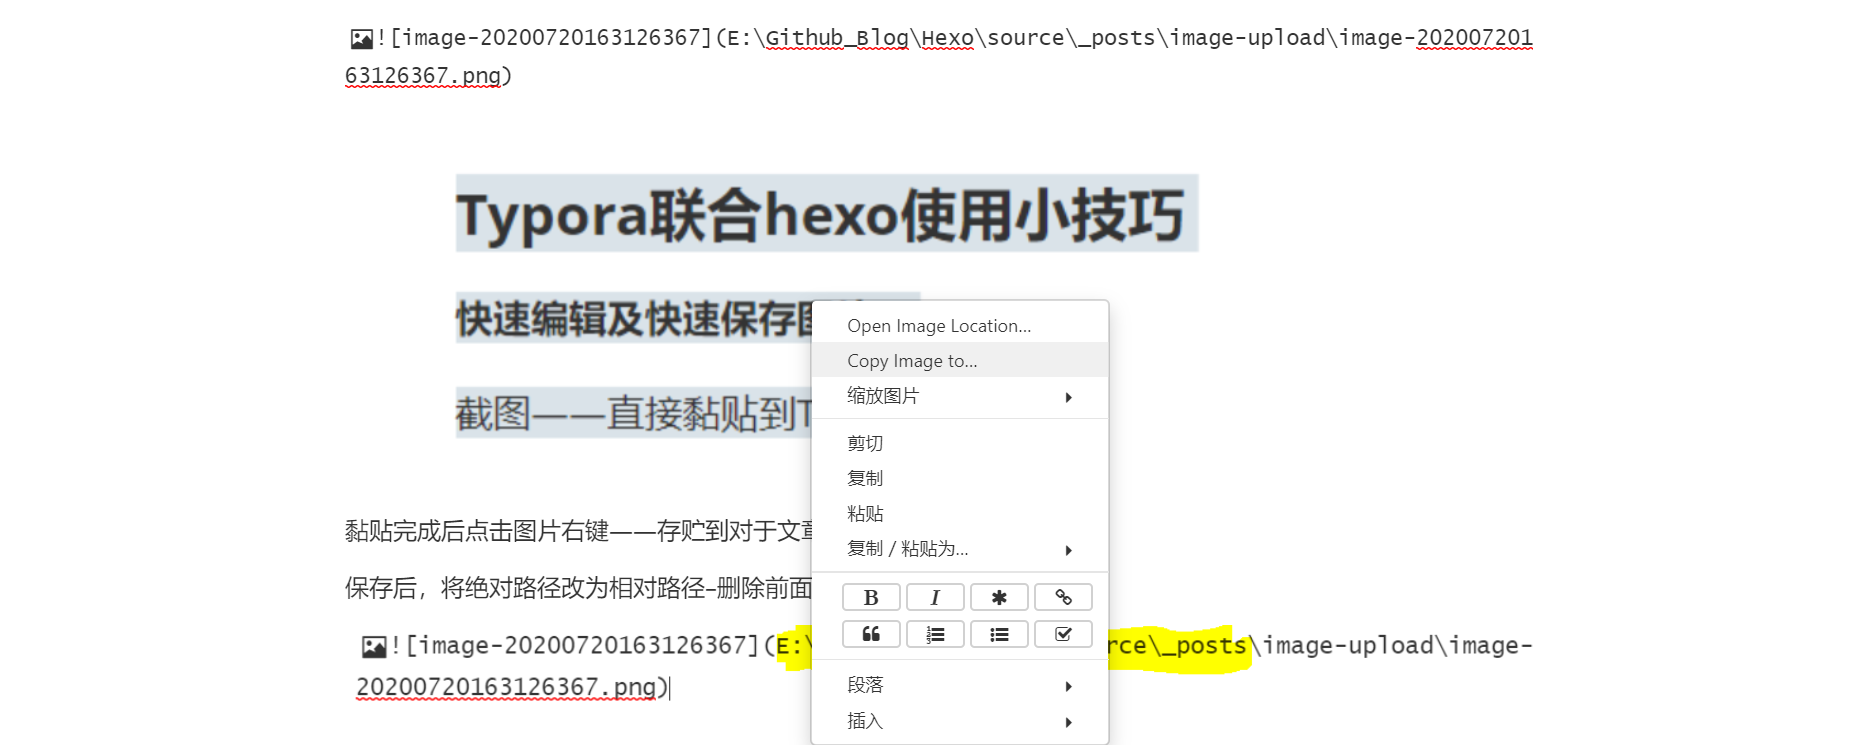 ![image-20200720163126367](E:\Github_Blog\Hexo\source\_posts\image-upload\image-202007201
63126367.png)
Typora联合hexo使用小技巧
快速编辑及快速保存
截图——直接黏贴到T
黏贴完成后点击图片右键——存贮到对于文章
保存后，将绝对路径改为相对路径–删除前面
![image-20200720163126367](E:\
rce\_posts\image-upload\image-
20200720163126367.png)
Open Image Location...
Copy Image to...
缩放图片
剪切
复制
粘贴
复制 / 粘贴为...
B I
段落
插入